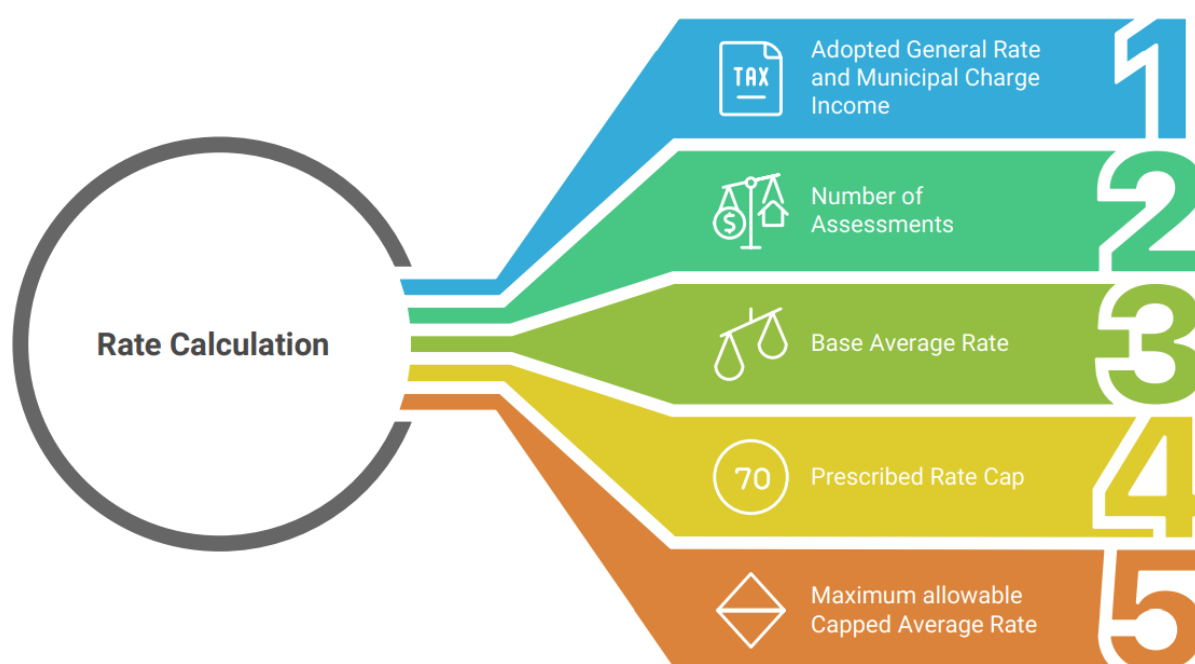 Adopted General Rate
and Municipal Charge
Income
1
TAX
Number of
Assessments
2
$
Rate Calculation
Base Average Rate
3
70
Prescribed Rate Cap
4
Maximum allowable
Capped Average Rate
5